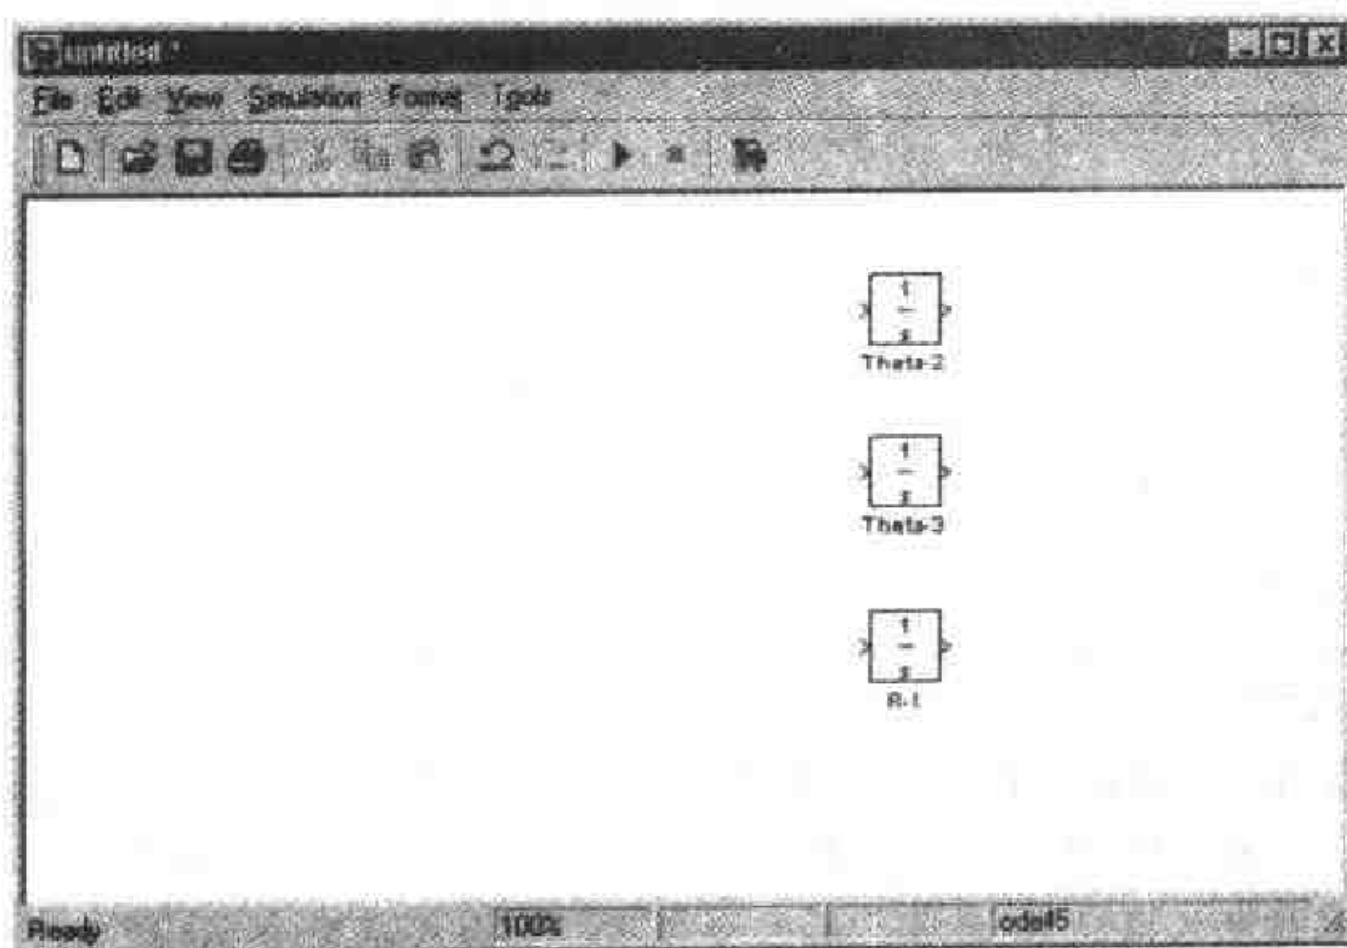 untitled *
File Edit View Simulation Format Tools
1
s
Theta-2
1
s
Theta-3
1
s
R-1
Ready 100% ode45